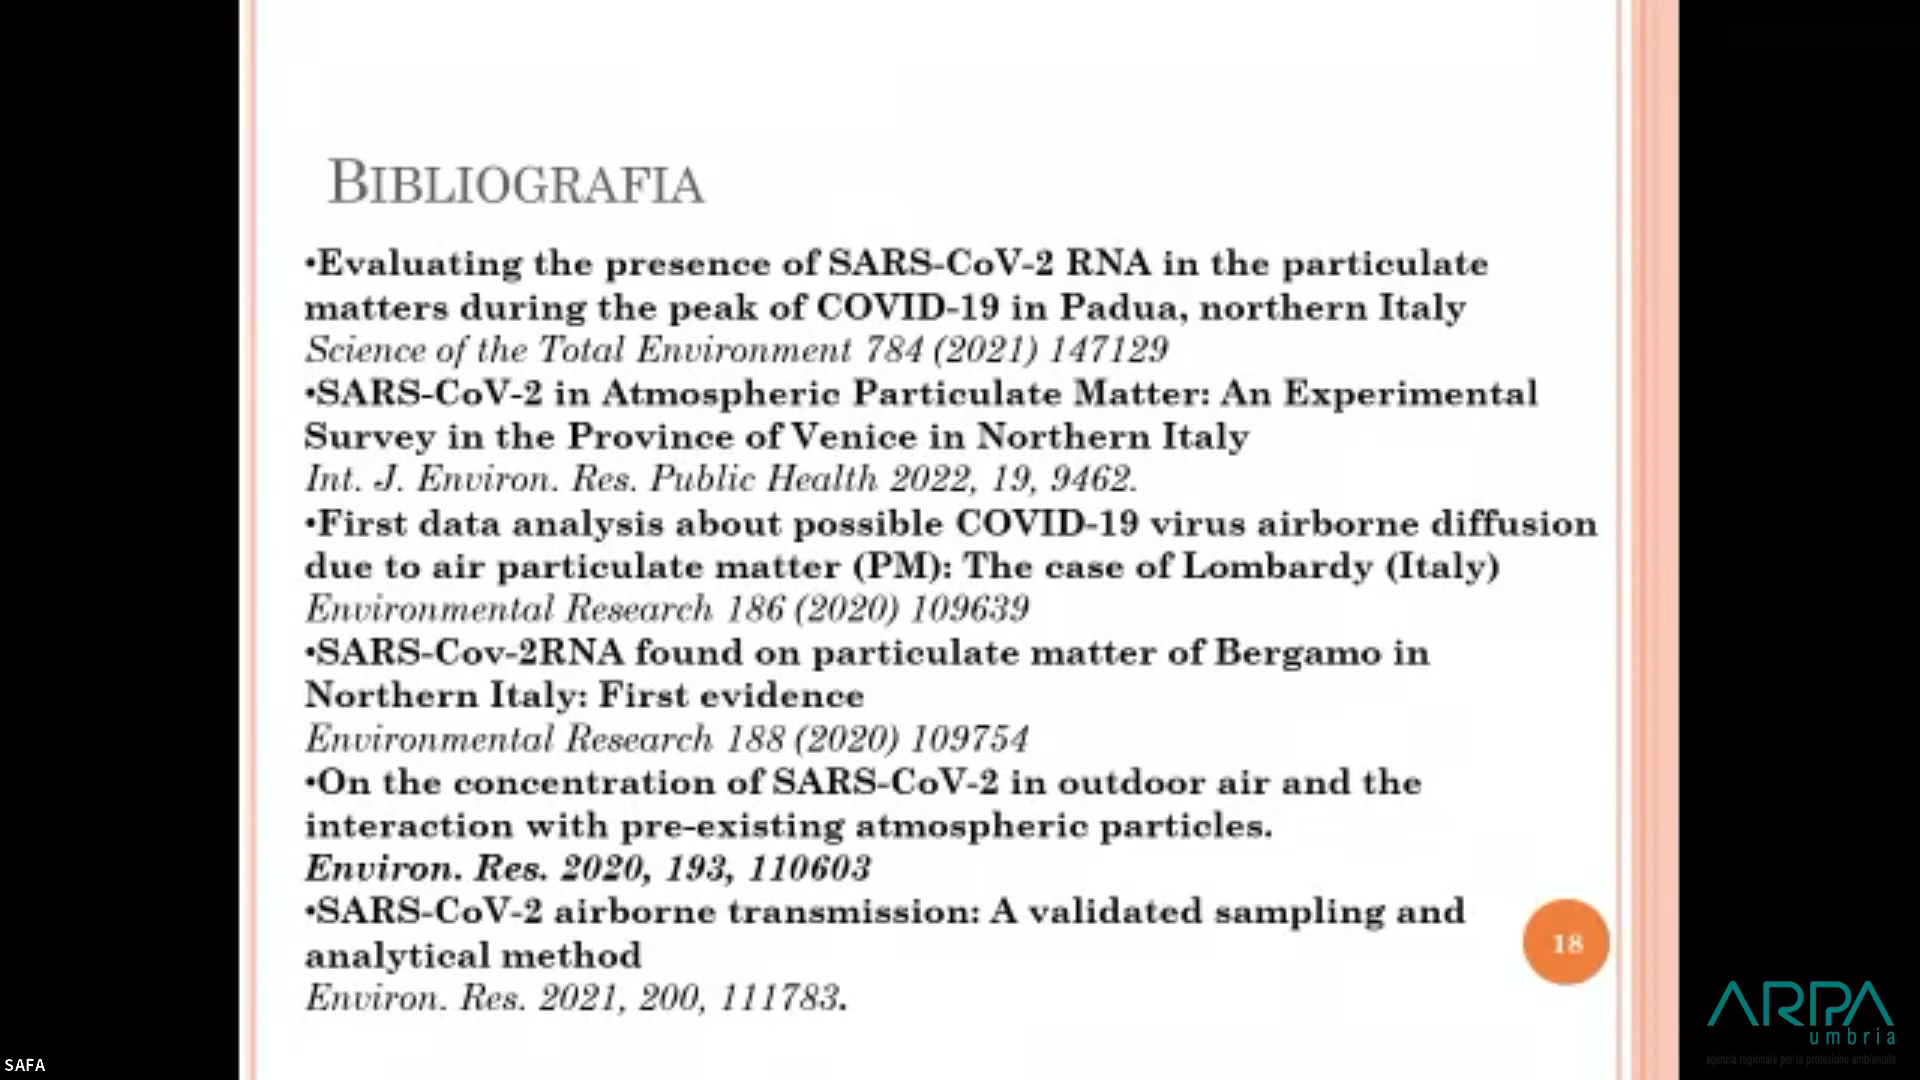 BIBLIOGRAFIA
•Evaluating the presence of SARS-CoV-2 RNA in the particulate
matters during the peak of COVID-19 in Padua, northern Italy
Science of the Total Environment 784 (2021) 147129
•SARS-CoV-2 in Atmospheric Particulate Matter: An Experimental
Survey in the Province of Venice in Northern Italy
Int. J. Environ. Res. Public Health 2022, 19, 9462.
•First data analysis about possible COVID-19 virus airborne diffusion
due to air particulate matter (PM): The case of Lombardy (Italy)
Environmental Research 186 (2020) 109639
•SARS-Cov-2RNA found on particulate matter of Bergamo in
Northern Italy: First evidence
Environmental Research 188 (2020) 109754
•On the concentration of SARS-CoV-2 in outdoor air and the
interaction with pre-existing atmospheric particles.
Environ. Res. 2020, 193, 110603
•SARS-CoV-2 airborne transmission: A validated sampling and
analytical method
Environ. Res. 2021, 200, 111783.
18
ARPA
umbria
agenzia regionale per la protezione ambientale
SAFA